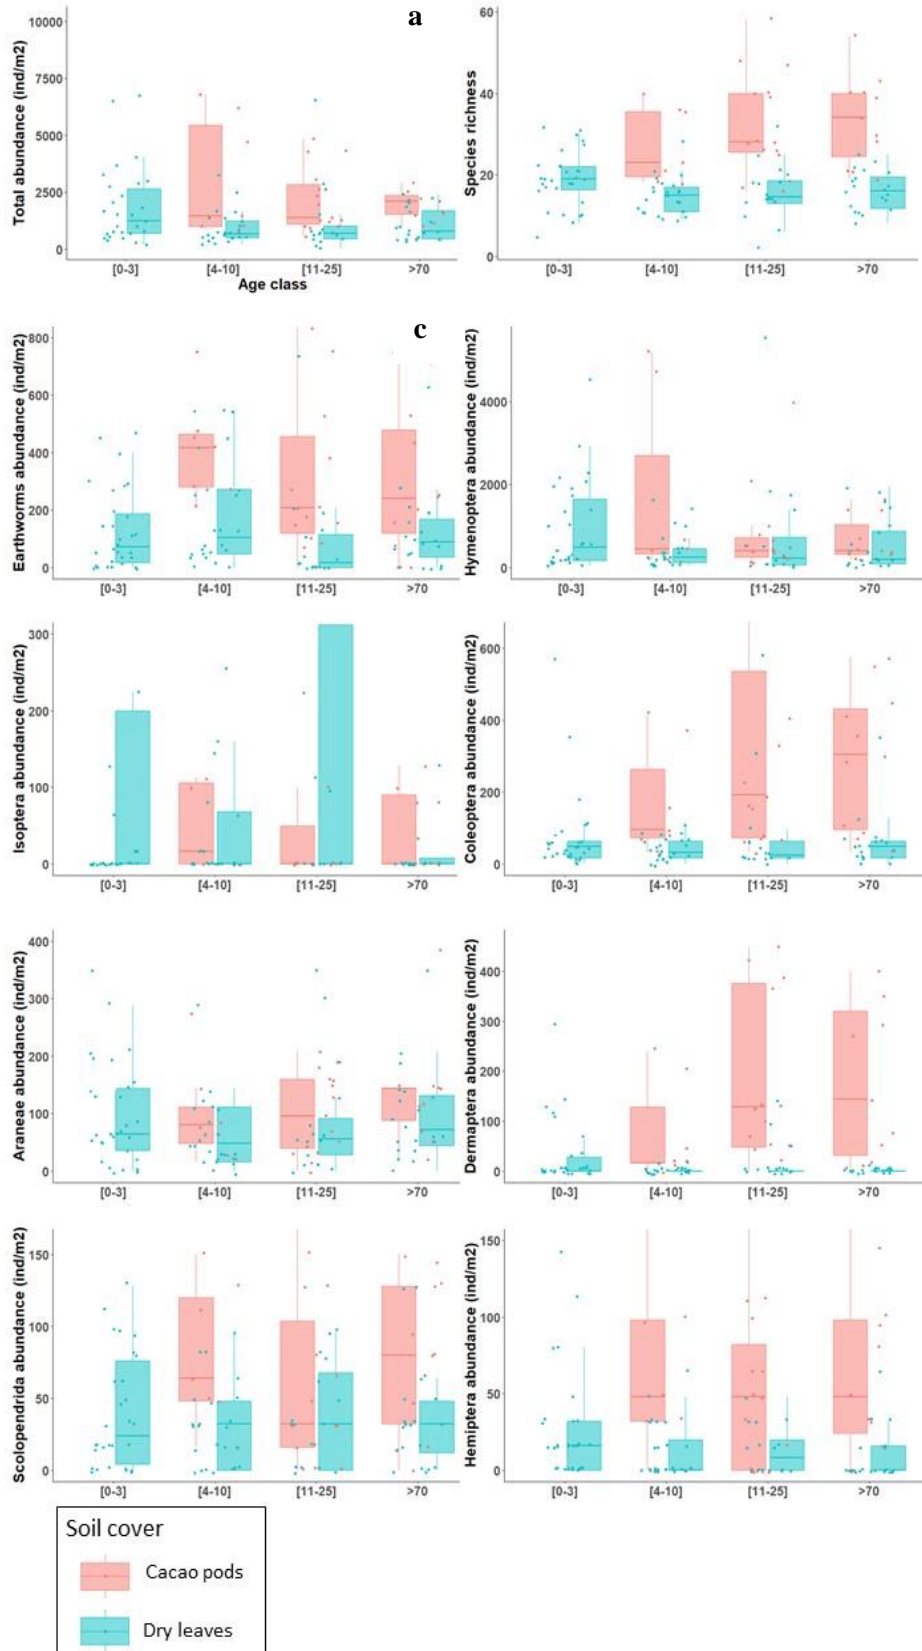 a
Total abundance (ind/m2)
10000
7500
5000
2500
0
[0-3] [4-10] [11-25] >70
Age class
Species richness
60
40
20
0
[0-3] [4-10] [11-25] >70
c
Earthworms abundance (ind/m2)
800
600
400
200
0
[0-3] [4-10] [11-25] >70
Hymenoptera abundance (ind/m2)
4000
2000
0
[0-3] [4-10] [11-25] >70
Isoptera abundance (ind/m2)
300
200
100
0
[0-3] [4-10] [11-25] >70
Coleoptera abundance (ind/m2)
600
400
200
0
[0-3] [4-10] [11-25] >70
Araneae abundance (ind/m2)
400
300
200
100
0
[0-3] [4-10] [11-25] >70
Dermaptera abundance (ind/m2)
400
300
200
100
0
[0-3] [4-10] [11-25] >70
Scolopendrida abundance (ind/m2)
150
100
50
0
[0-3] [4-10] [11-25] >70
Hemiptera abundance (ind/m2)
150
100
50
0
[0-3] [4-10] [11-25] >70
Soil cover
Cacao pods
Dry leaves